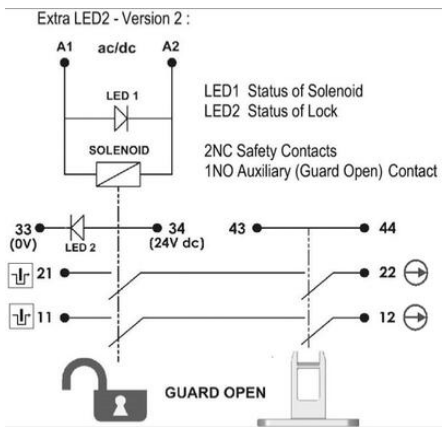 Extra LED2 - Version 2 :
A1 ac/dc A2
LED 1
LED1 Status of Solenoid
LED2 Status of Lock
SOLENOID
2NC Safety Contacts
1NO Auxiliary (Guard Open) Contact
33 34 43 44
(0V) LED 2 (24V dc)
21 22
11 12
GUARD OPEN